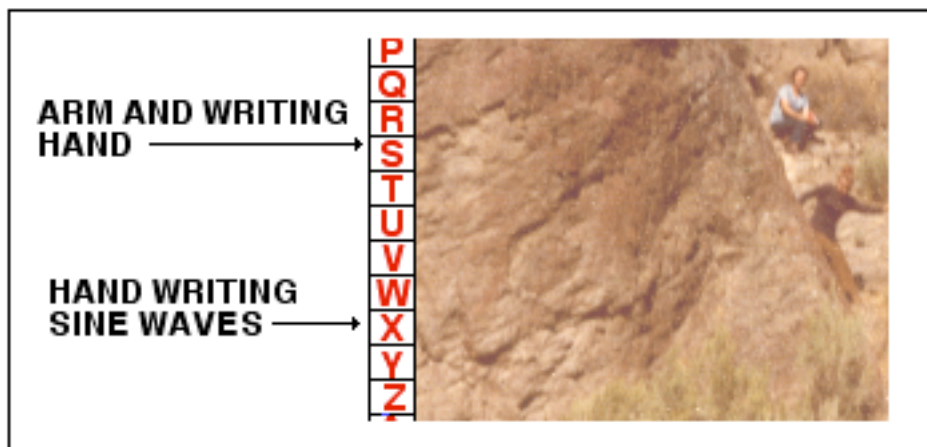 P
Q
ARM AND WRITING
R
HAND
S
T
U
V
HAND WRITING
W
SINE WAVES
X
Y
Z